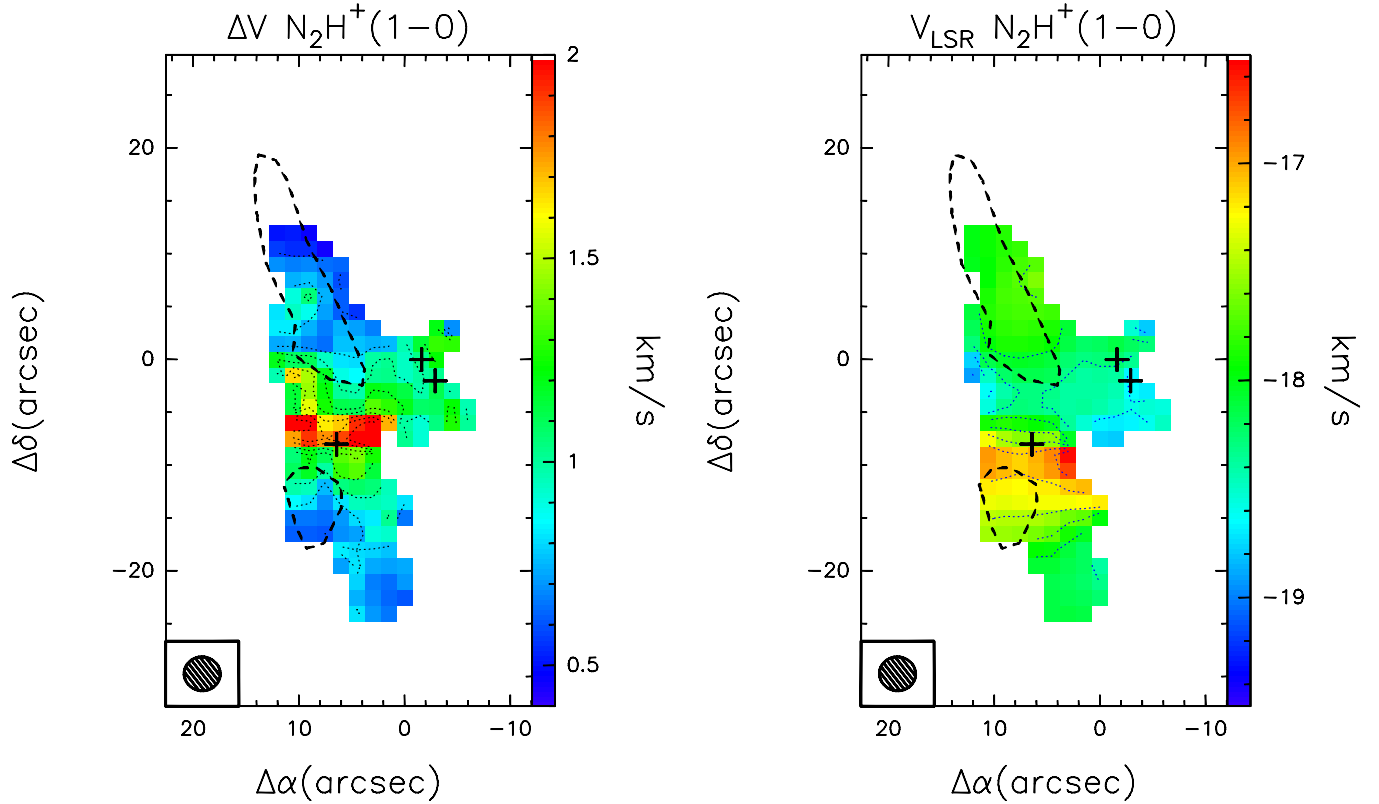 ΔV N₂H⁺(1−0)
2
1.5
1
0.5
km/s
20
0
−20
Δδ(arcsec)
20 10 0 −10
Δα(arcsec)
V_LSR N₂H⁺(1−0)
−17
−18
−19
km/s
20
0
−20
Δδ(arcsec)
20 10 0 −10
Δα(arcsec)